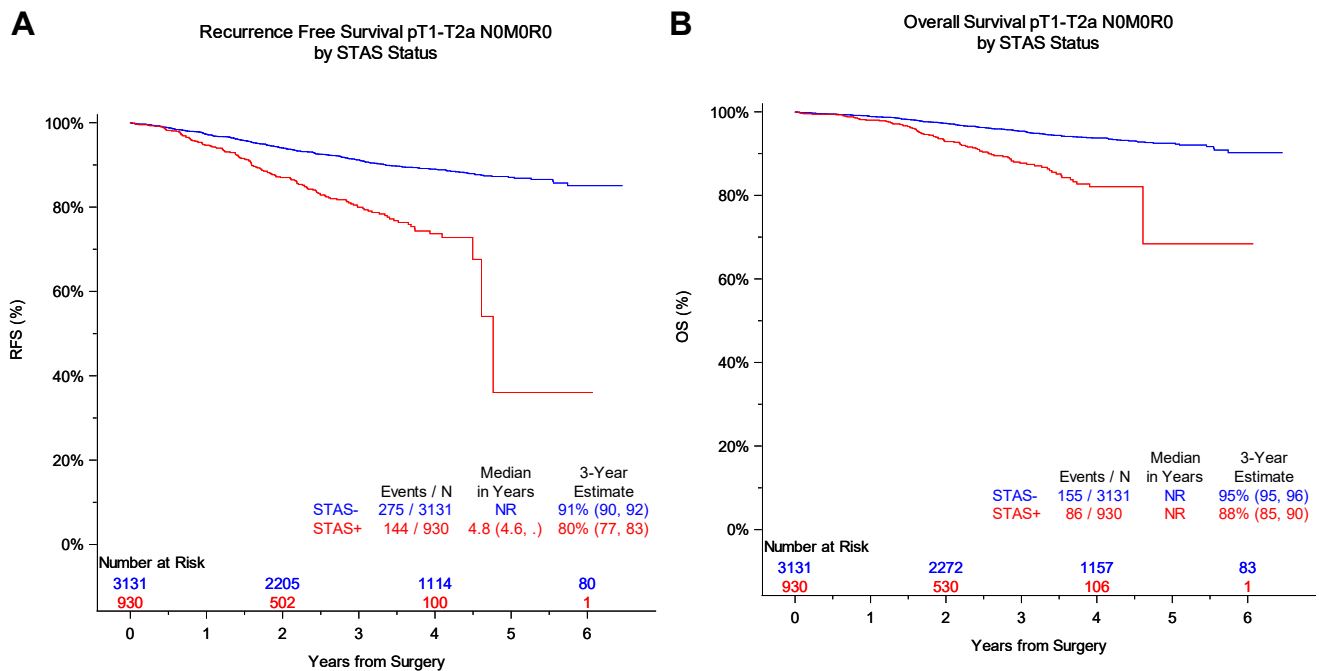 A
Recurrence Free Survival pT1-T2a N0M0R0
by STAS Status
100%
80%
60%
40%
20%
0%
RFS (%)
Median 3-Year
Events / N in Years Estimate
STAS- 275 / 3131 NR 91% (90, 92)
STAS+ 144 / 930 4.8 (4.6, .) 80% (77, 83)
Number at Risk
3131 2205 1114 80
930 502 100 1
0 1 2 3 4 5 6
Years from Surgery
B
Overall Survival pT1-T2a N0M0R0
by STAS Status
100%
80%
60%
40%
20%
0%
OS (%)
Median 3-Year
Events / N in Years Estimate
STAS- 155 / 3131 NR 95% (95, 96)
STAS+ 86 / 930 NR 88% (85, 90)
Number at Risk
3131 2272 1157 83
930 530 106 1
0 1 2 3 4 5 6
Years from Surgery